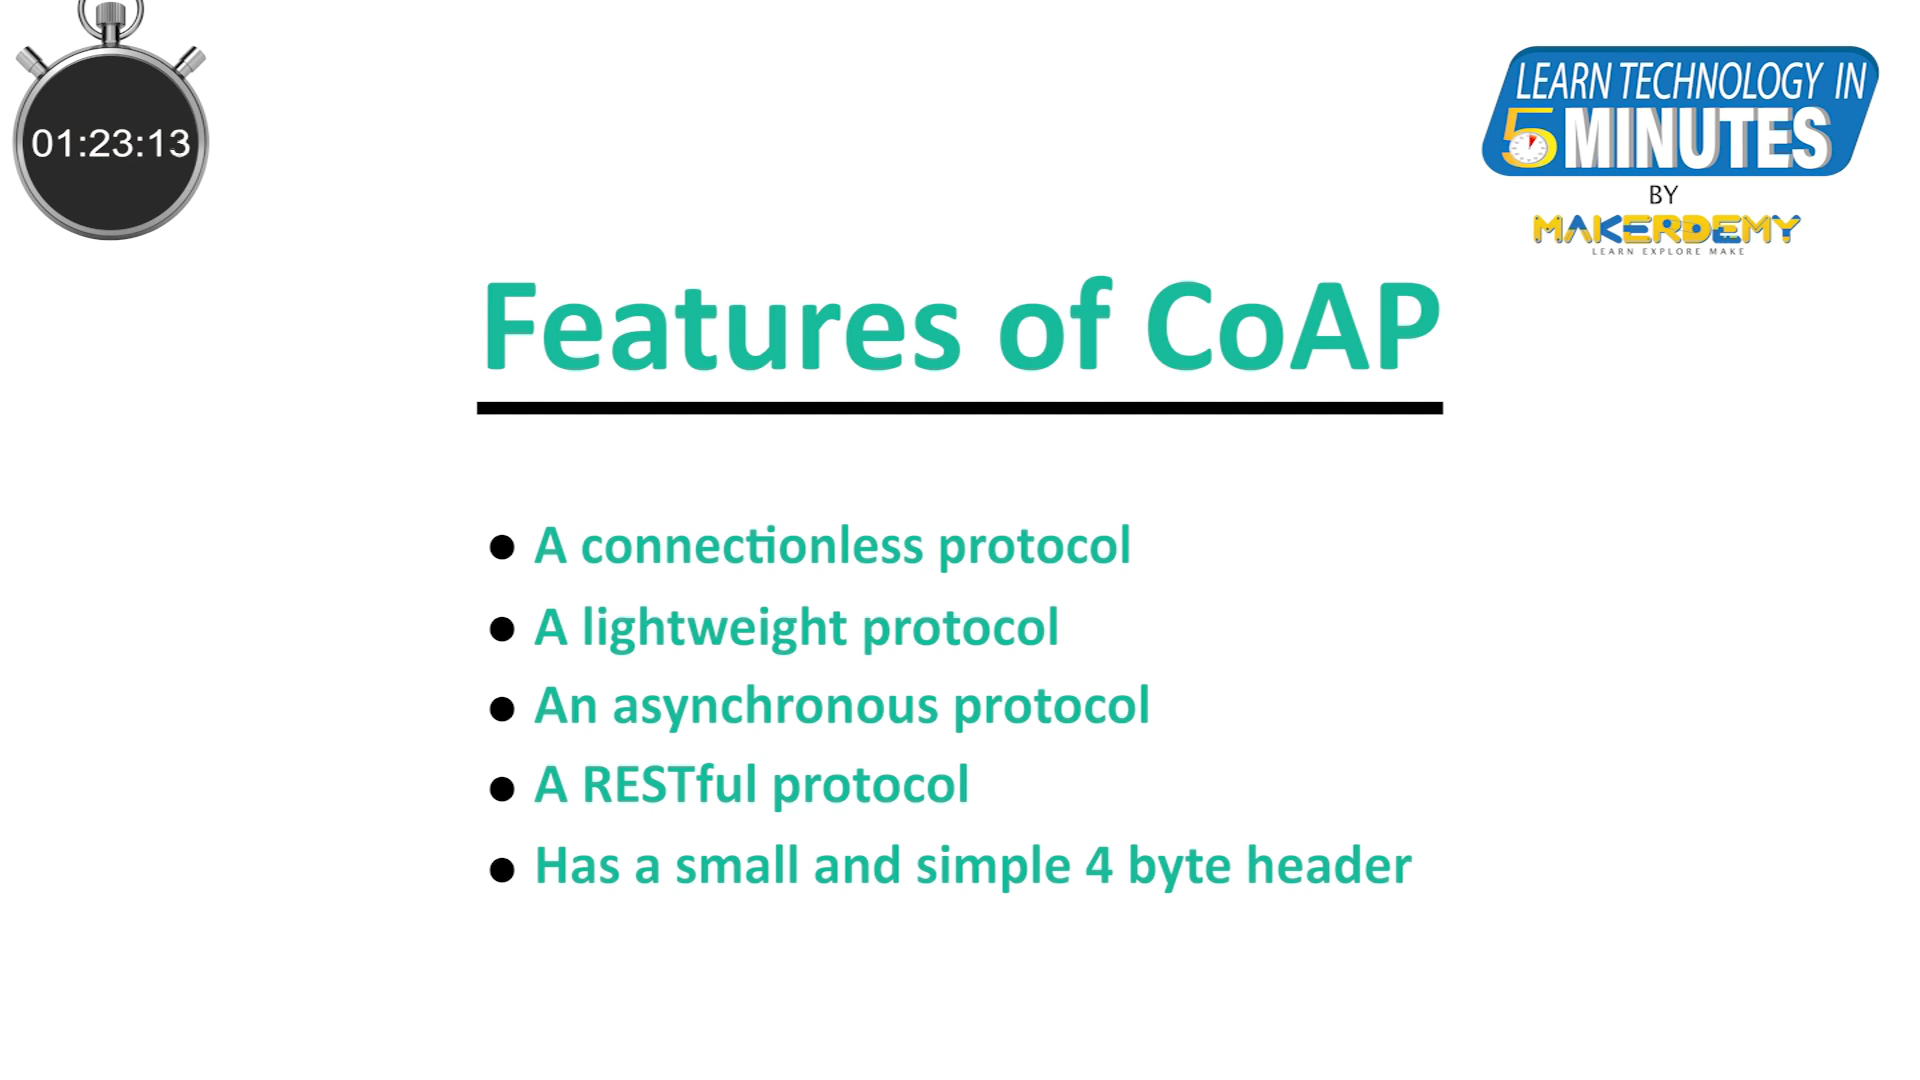 01:23:13
LEARN TECHNOLOGY IN
5 MINUTES
BY
MAKERDEMY
LEARN EXPLORE MAKE
Features of CoAP
● A connectionless protocol
● A lightweight protocol
● An asynchronous protocol
● A RESTful protocol
● Has a small and simple 4 byte header